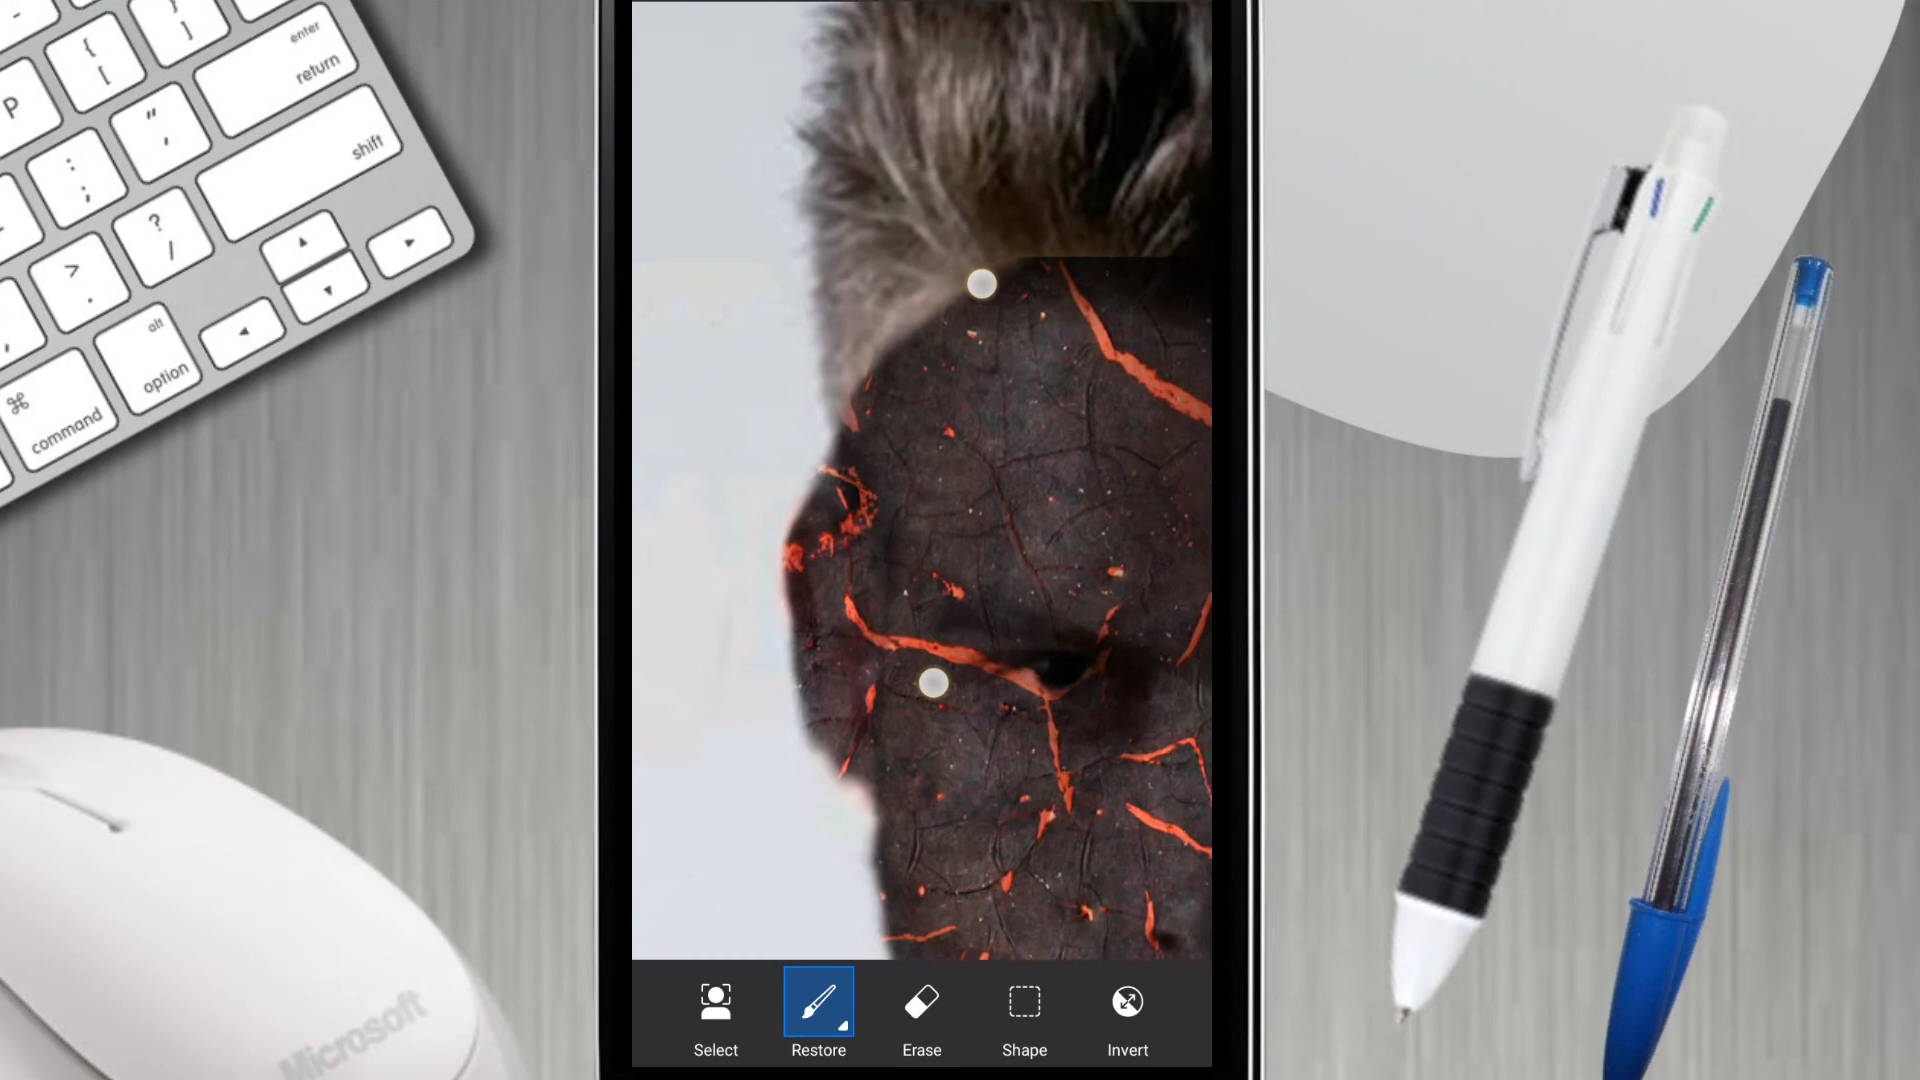 {
[
}
]
enter
return
P
"
,
:
;
shift
?
/
>
.
,
alt
option
⌘
command
Microsoft
Select
Restore
Erase
Shape
Invert